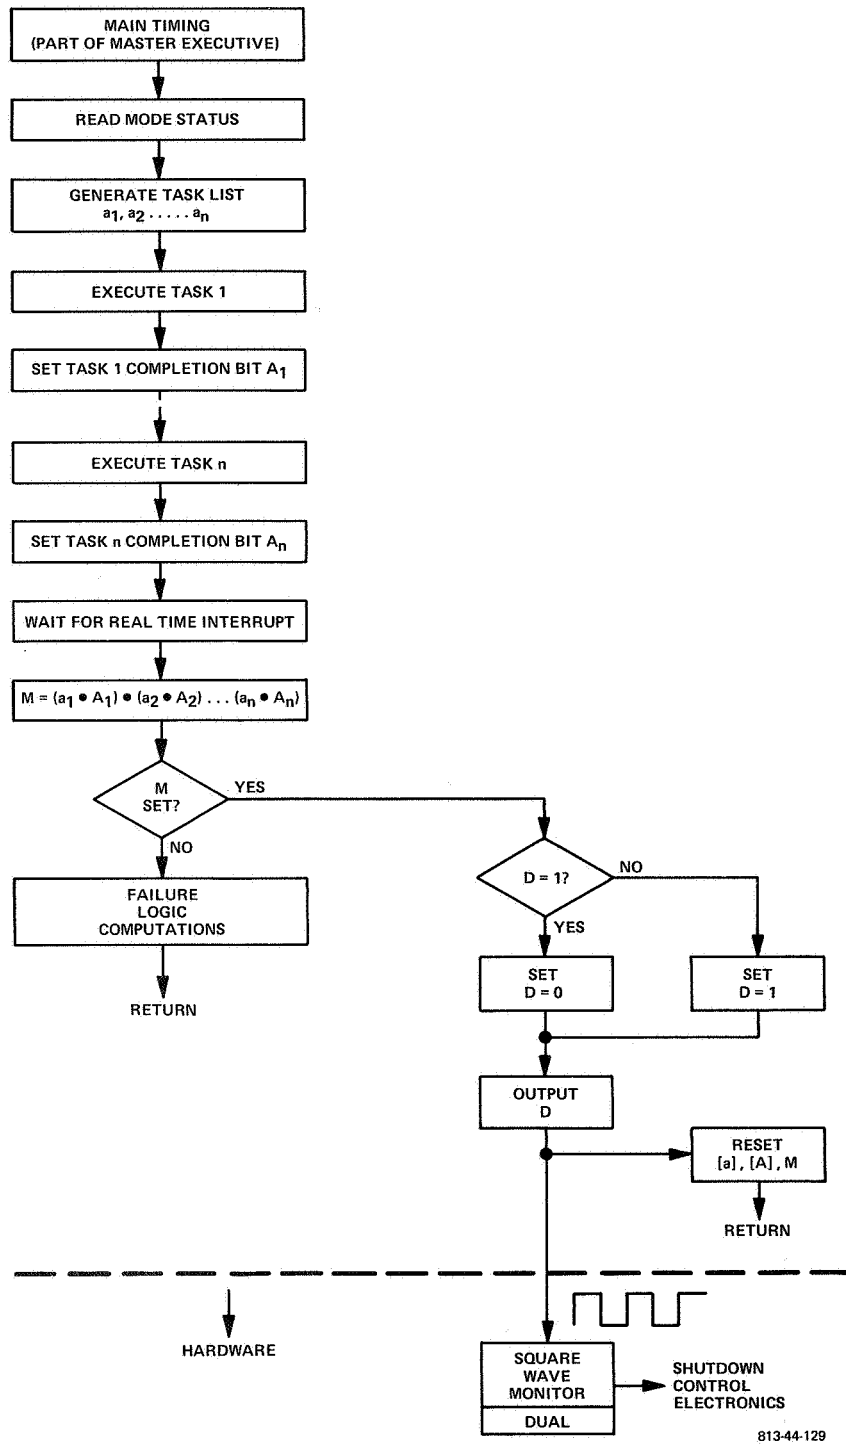 MAIN TIMING
(PART OF MASTER EXECUTIVE)
READ MODE STATUS
GENERATE TASK LIST
a1, a2 . . . . . an
EXECUTE TASK 1
SET TASK 1 COMPLETION BIT A1
EXECUTE TASK n
SET TASK n COMPLETION BIT An
WAIT FOR REAL TIME INTERRUPT
M = (a1 • A1) • (a2 • A2) . . . (an • An)
M
SET?
YES
NO
FAILURE
LOGIC
COMPUTATIONS
RETURN
D = 1?
NO
YES
SET
D = 0
SET
D = 1
OUTPUT
D
RESET
[a] , [A] , M
RETURN
HARDWARE
SQUARE
WAVE
MONITOR
DUAL
SHUTDOWN
CONTROL
ELECTRONICS
813-44-129